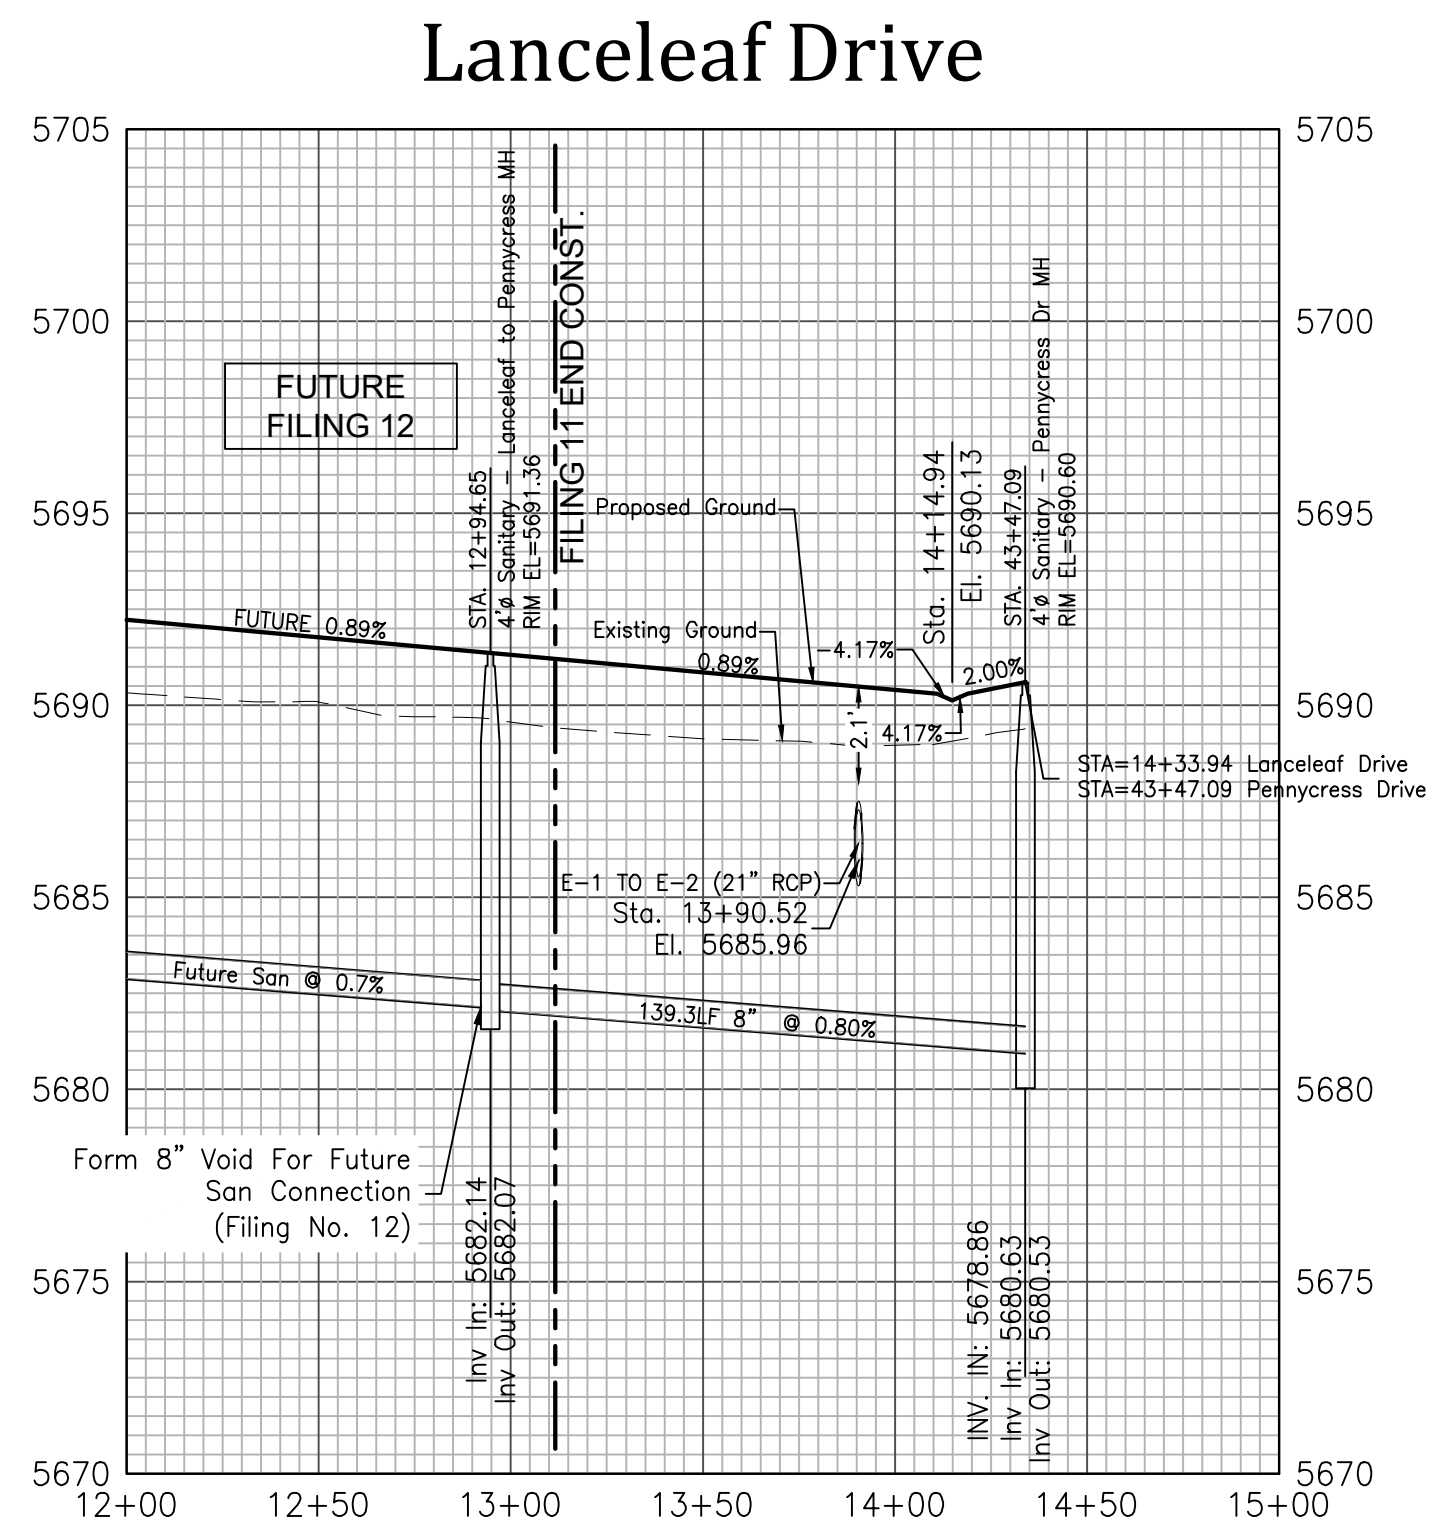 Lanceleaf Drive
5705
5705
5700
5700
5695
5695
5690
5690
5685
5685
5680
5680
5675
5675
5670
5670
12+00
12+50
13+00
13+50
14+00
14+50
15+00
FUTURE
FILING 12
STA. 12+94.65
4'ø Sanitary - Lanceleaf to Pennycress MH
RIM EL=5691.36
FILING 11 END CONST.
Proposed Ground
Existing Ground
FUTURE 0.89%
0.89%
-4.17%
Sta. 14+14.94
El. 5690.13
STA. 43+47.09
4'ø Sanitary - Pennycress Dr MH
RIM EL=5690.60
2.00%
4.17%
2.1'
STA=14+33.94 Lanceleaf Drive
STA=43+47.09 Pennycress Drive
E-1 TO E-2 (21" RCP)
Sta. 13+90.52
El. 5685.96
Future San @ 0.7%
139.3LF 8" @ 0.80%
Form 8" Void For Future
San Connection
(Filing No. 12)
Inv In: 5682.14
Inv Out: 5682.07
INV. IN: 5678.86
Inv In: 5680.63
Inv Out: 5680.53